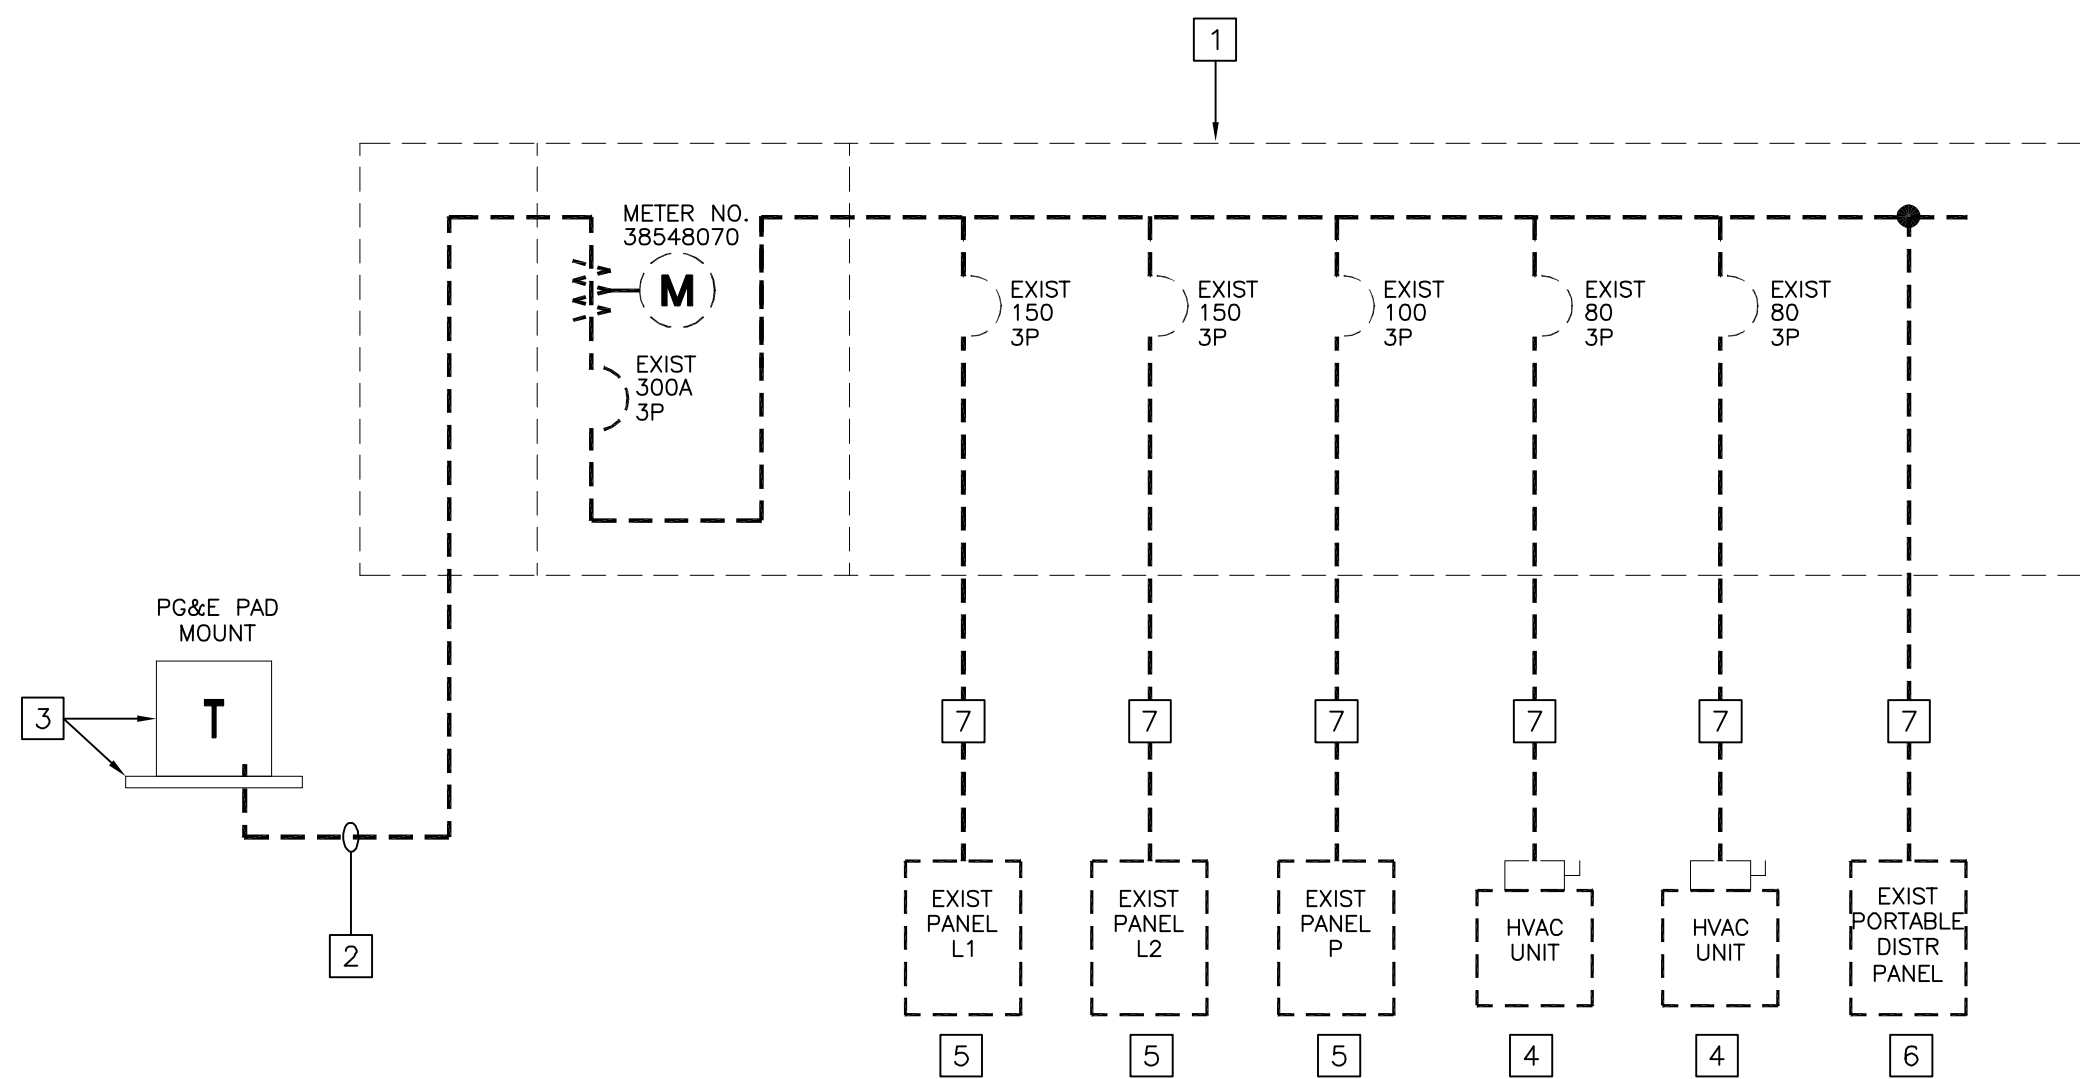 1
METER NO.
38548070
M
EXIST
300A
3P
EXIST
150
3P
EXIST
150
3P
EXIST
100
3P
EXIST
80
3P
EXIST
80
3P
PG&E PAD
MOUNT
T
3
2
7
7
7
7
7
7
EXIST
PANEL
L1
EXIST
PANEL
L2
EXIST
PANEL
P
HVAC
UNIT
HVAC
UNIT
EXIST
PORTABLE
DISTR
PANEL
5
5
5
4
4
6